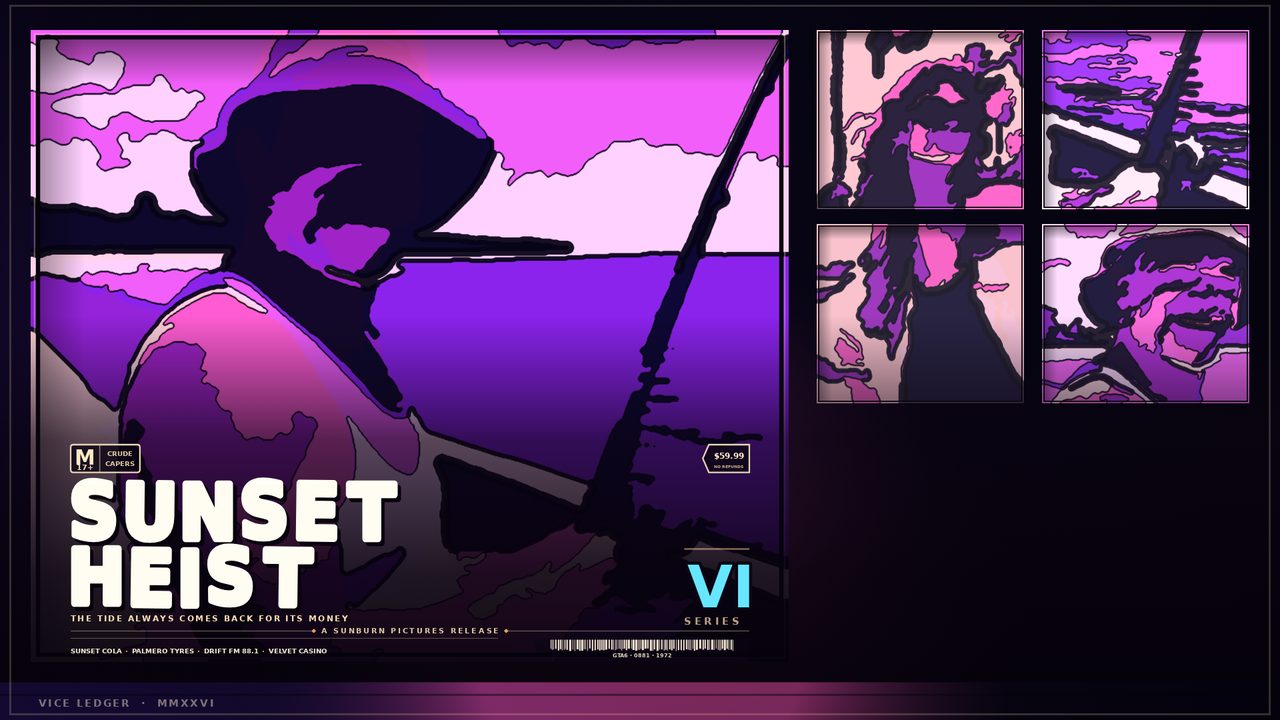 M
17+
CRUDE
CAPERS
$59.99
NO REFUNDS
SUNSET
HEIST
THE TIDE ALWAYS COMES BACK FOR ITS MONEY
A SUNBURN PICTURES RELEASE
SUNSET COLA · PALMERO TYRES · DRIFT FM 88.1 · VELVET CASINO
VI
SERIES
GTA6 · 0881 · 1972
VICE LEDGER · MMXXVI